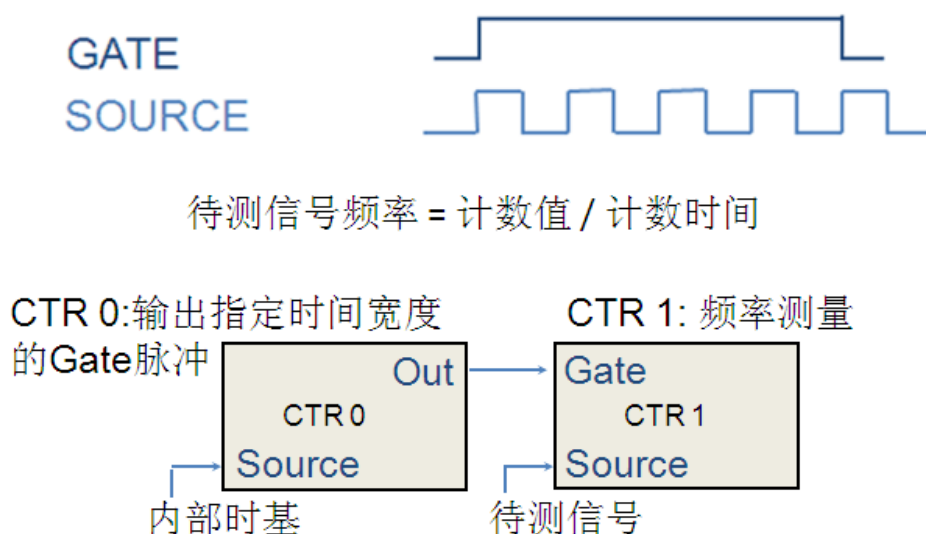 GATE
SOURCE
待测信号频率 = 计数值 / 计数时间
CTR 0:输出指定时间宽度
的Gate脉冲
CTR 1: 频率测量
Out
CTR 0
Source
内部时基
Gate
CTR 1
Source
待测信号